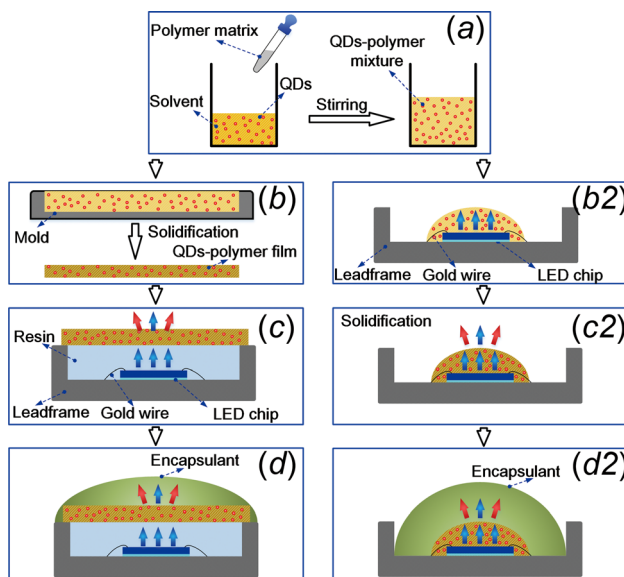 (a)
Polymer matrix
QDs-polymer
mixture
Solvent
QDs
Stirring
(b)
Mold
Solidification
QDs-polymer film
(b2)
Leadframe
Gold wire
LED chip
(c)
Resin
Leadframe
Gold wire
LED chip
(c2)
Solidification
(d)
Encapsulant
(d2)
Encapsulant